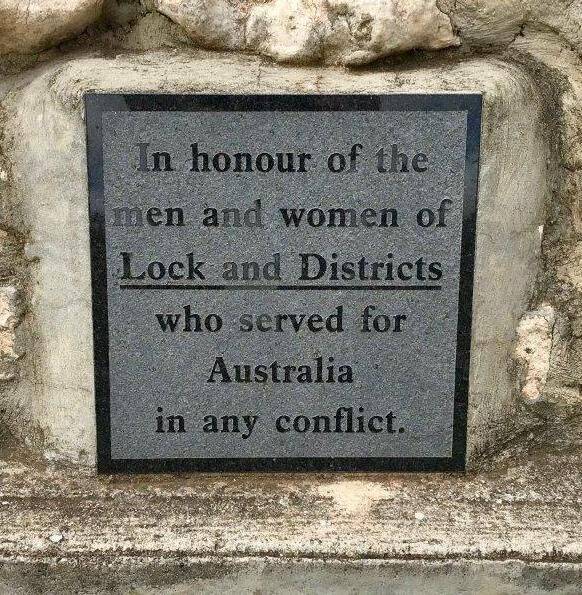 In honour of the
men and women of
Lock and Districts
who served for
Australia
in any conflict.